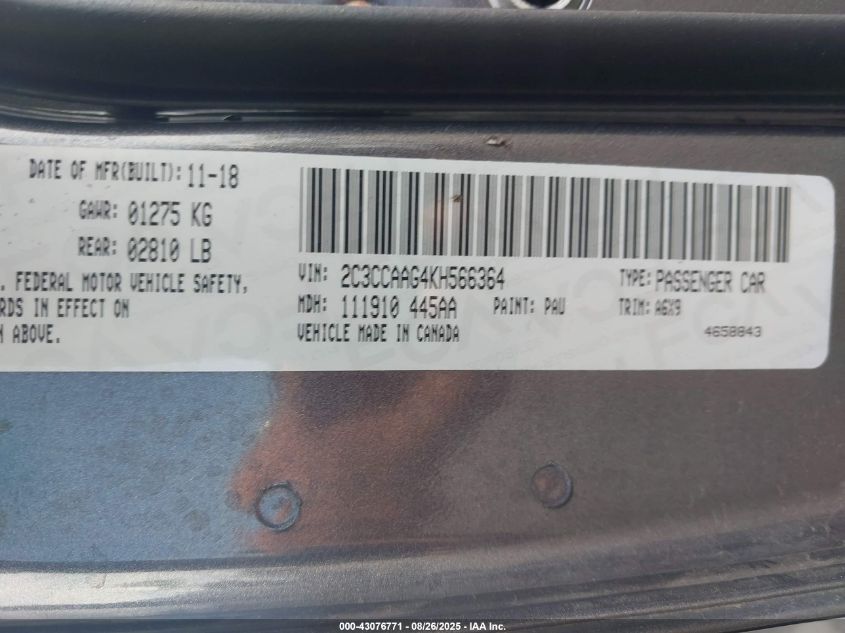 DATE OF MFR(BUILT): 11-18
GAWR: 01275 KG
REAR: 02810 LB
. FEDERAL MOTOR VEHICLE SAFETY,
RDS IN EFFECT ON
ABOVE.
VIN: 2C3CCAAG4KH566364 TYPE: PASSENGER CAR
MDH: 111910 445AA PAINT: PAU TRIM: A6X9
VEHICLE MADE IN CANADA 4658843
000-43076771 - 08/26/2025 - IAA Inc.